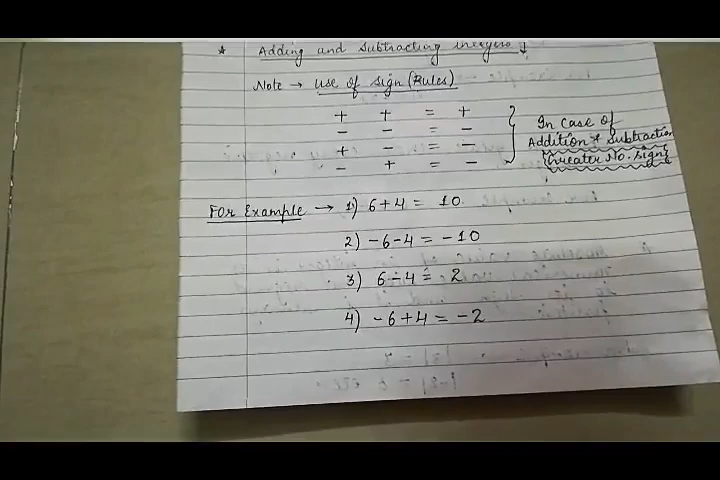 * Adding and Subtracting Integers ↓
Note → Use of Sign (Rules)
+ + = +
- - = -
+ - = -
- + = -
In Case of
Addition & Subtraction
Greater No. Sign
For Example → 1) 6+4 = 10
2) -6-4 = -10
3) 6-4 = 2
4) -6+4 = -2